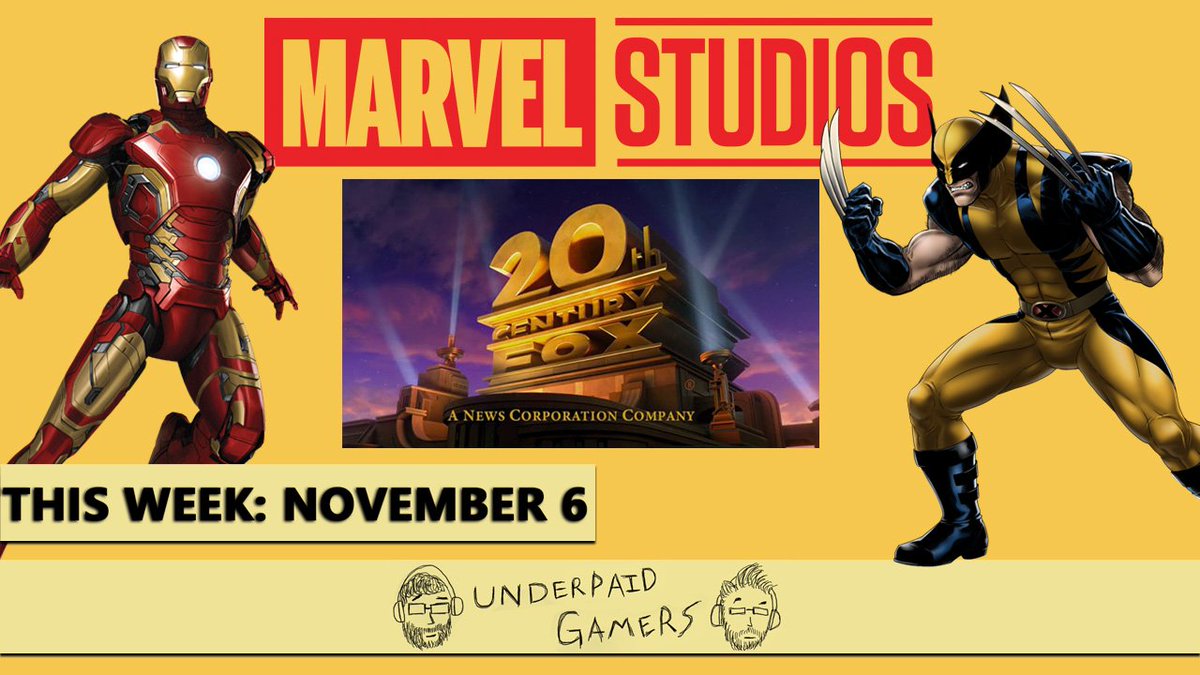 MARVEL STUDIOS
20th
CENTURY
FOX
®
A NEWS CORPORATION COMPANY
THIS WEEK: NOVEMBER 6
UNDERPAID
GAMERS